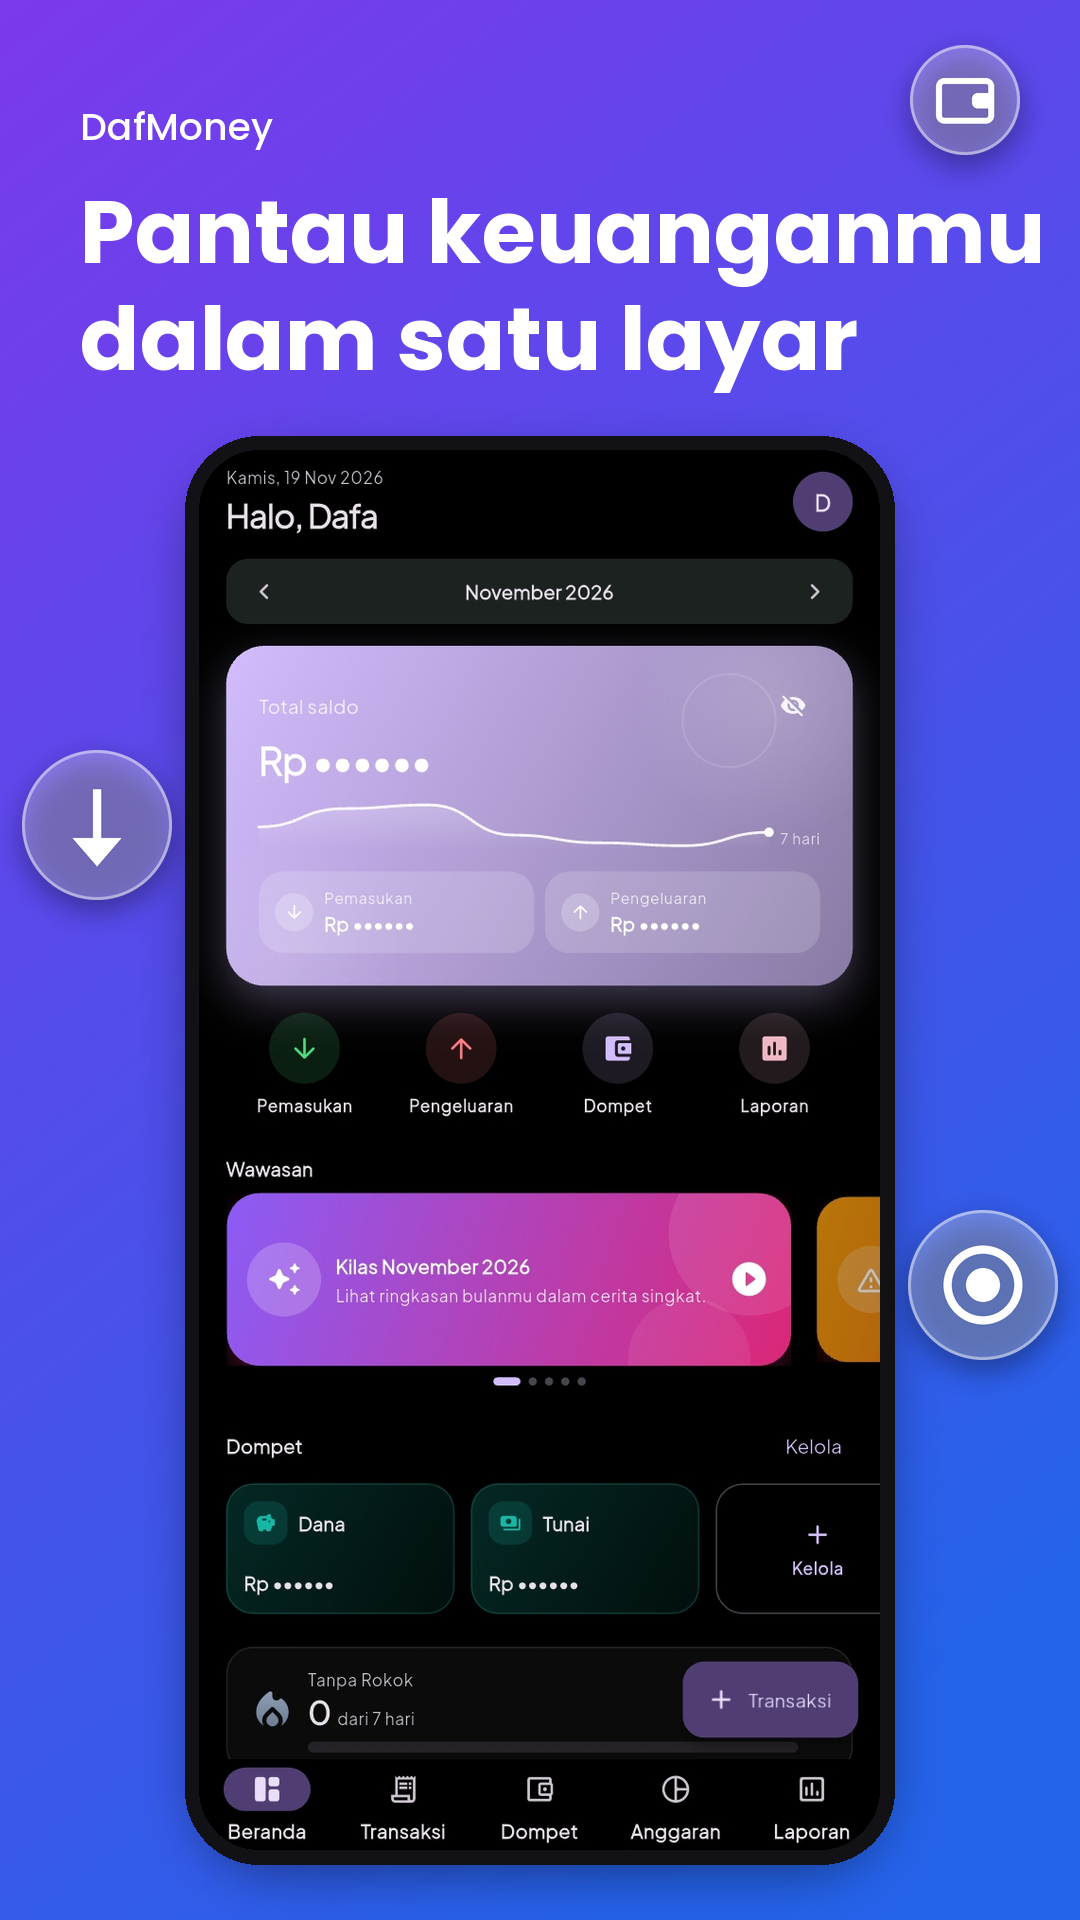 DafMoney
Pantau keuanganmu
dalam satu layar
Kamis, 19 Nov 2026
Halo, Dafa
D
November 2026
Total saldo
Rp ••••••
7 hari
Pemasukan
Rp ••••••
Pengeluaran
Rp ••••••
Pemasukan
Pengeluaran
Dompet
Laporan
Wawasan
Kilas November 2026
Lihat ringkasan bulanmu dalam cerita singkat.
Dompet
Kelola
Dana
Rp ••••••
Tunai
Rp ••••••
Kelola
Tanpa Rokok
0 dari 7 hari
Transaksi
Beranda
Transaksi
Dompet
Anggaran
Laporan